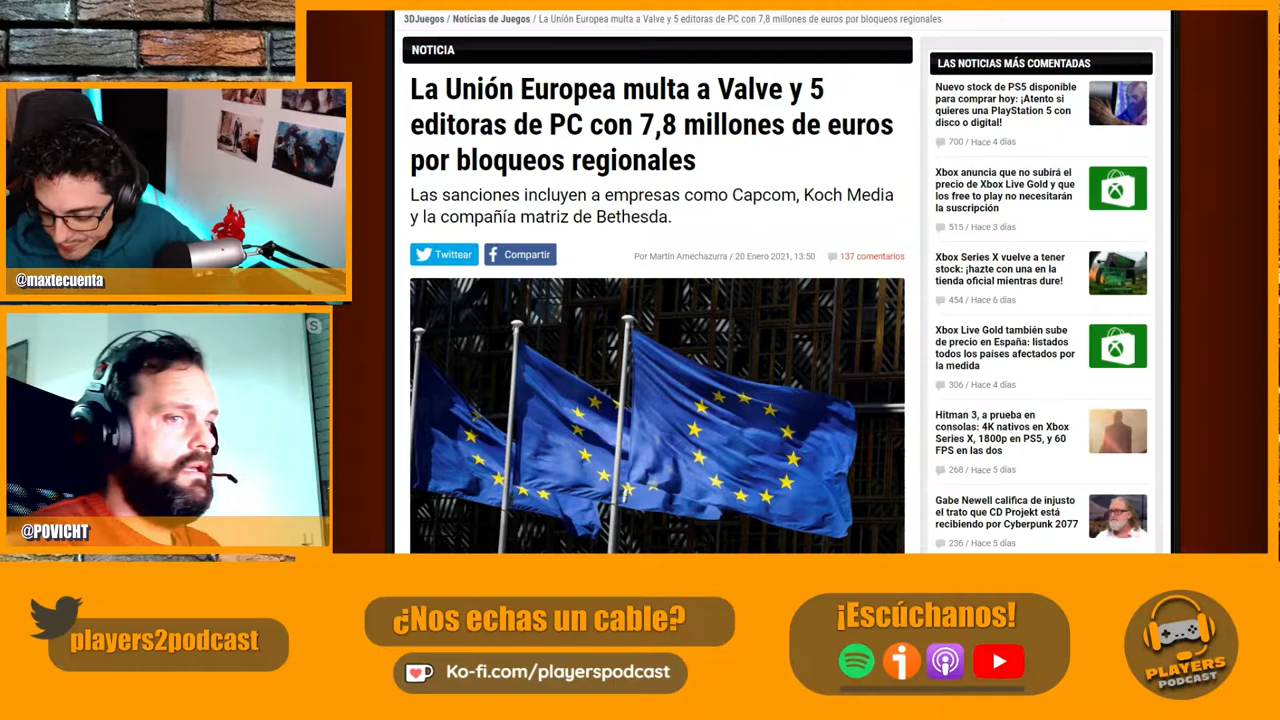 3DJuegos / Noticias de Juegos / La Unión Europea multa a Valve y 5 editoras de PC con 7,8 millones de euros por bloqueos regionales
NOTICIA
La Unión Europea multa a Valve y 5
editoras de PC con 7,8 millones de euros
por bloqueos regionales
Las sanciones incluyen a empresas como Capcom, Koch Media
y la compañía matriz de Bethesda.
Twittear
Compartir
Por Martín Amechazurra / 20 Enero 2021, 13:50
137 comentarios
LAS NOTICIAS MÁS COMENTADAS
Nuevo stock de PS5 disponible
para comprar hoy: ¡Atento si
quieres una PlayStation 5 con
disco o digital!
700 / Hace 4 días
Xbox anuncia que no subirá el
precio de Xbox Live Gold y que
los free to play no necesitarán
la suscripción
515 / Hace 3 días
Xbox Series X vuelve a tener
stock: ¡hazte con una en la
tienda oficial mientras dure!
454 / Hace 6 días
Xbox Live Gold también sube
de precio en España: listados
todos los países afectados por
la medida
306 / Hace 4 días
Hitman 3, a prueba en
consolas: 4K nativos en Xbox
Series X, 1800p en PS5, y 60
FPS en las dos
268 / Hace 5 días
Gabe Newell califica de injusto
el trato que CD Projekt está
recibiendo por Cyberpunk 2077
236 / Hace 5 días
@maxtecuenta
@POVICHT
players2podcast
¿Nos echas un cable?
Ko-fi.com/playerspodcast
¡Escúchanos!
PLAYERS
PODCAST